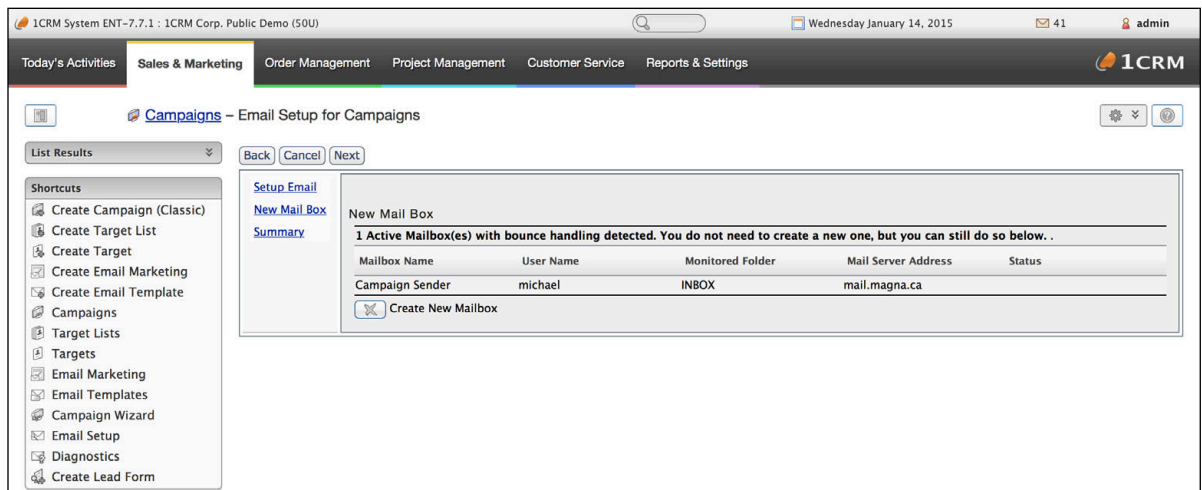 1CRM System ENT-7.7.1 : 1CRM Corp. Public Demo (50U)
Wednesday January 14, 2015
41
admin
Today's Activities
Sales & Marketing
Order Management
Project Management
Customer Service
Reports & Settings
1CRM
Campaigns – Email Setup for Campaigns
List Results
Shortcuts
Create Campaign (Classic)
Create Target List
Create Target
Create Email Marketing
Create Email Template
Campaigns
Target Lists
Targets
Email Marketing
Email Templates
Campaign Wizard
Email Setup
Diagnostics
Create Lead Form
Back Cancel Next
Setup Email
New Mail Box
Summary
New Mail Box
1 Active Mailbox(es) with bounce handling detected. You do not need to create a new one, but you can still do so below. .
Mailbox Name User Name Monitored Folder Mail Server Address Status
Campaign Sender michael INBOX mail.magna.ca
Create New Mailbox